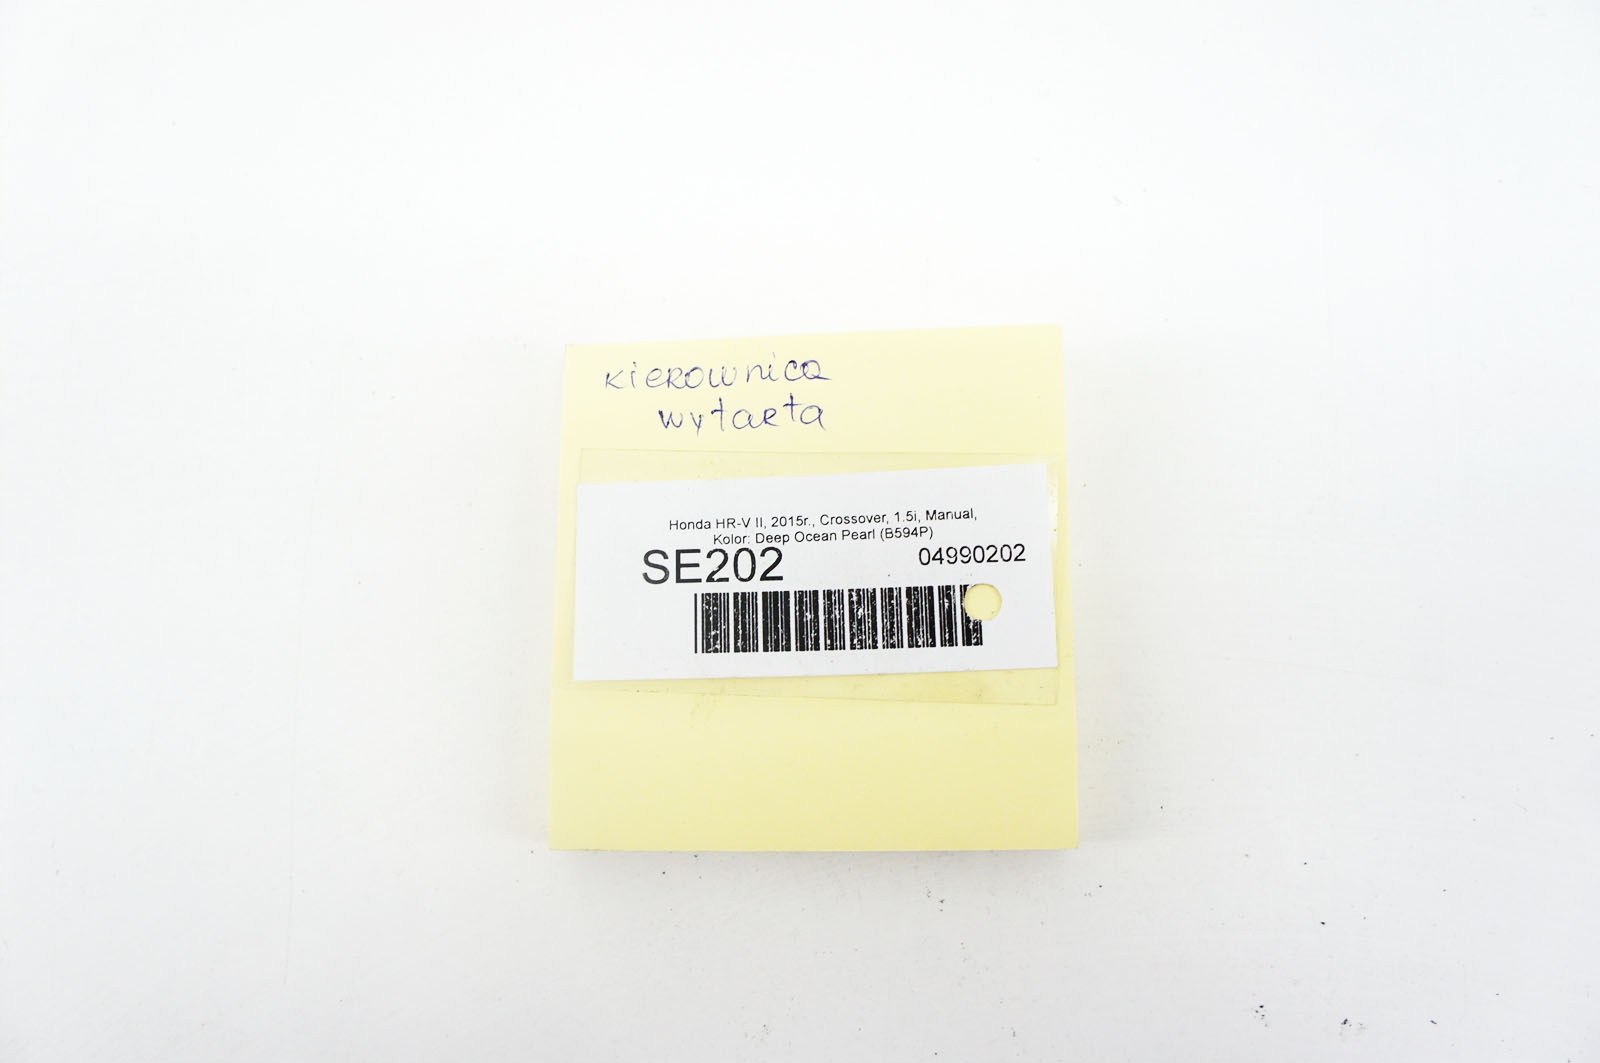 kierownica
wytarta
Honda HR-V II, 2015r., Crossover, 1.5i, Manual,
Kolor: Deep Ocean Pearl (B594P)
SE202 04990202